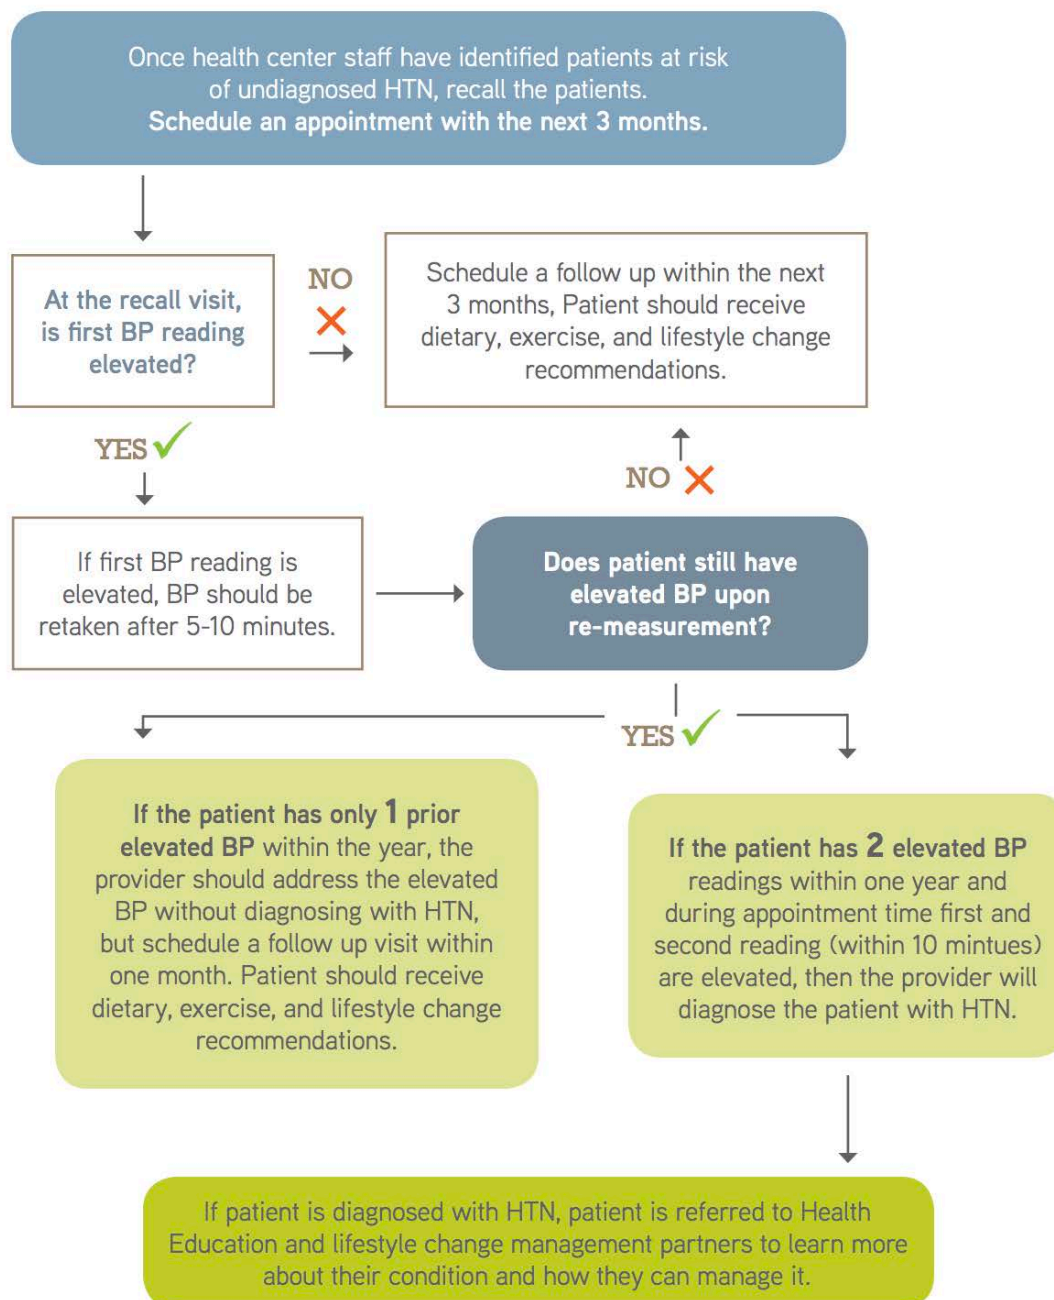 Once health center staff have identified patients at risk
of undiagnosed HTN, recall the patients.
Schedule an appointment with the next 3 months.
At the recall visit,
is first BP reading
elevated?
NO
Schedule a follow up within the next
3 months, Patient should receive
dietary, exercise, and lifestyle change
recommendations.
YES
NO
If first BP reading is
elevated, BP should be
retaken after 5-10 minutes.
Does patient still have
elevated BP upon
re-measurement?
YES
If the patient has only 1 prior
elevated BP within the year, the
provider should address the elevated
BP without diagnosing with HTN,
but schedule a follow up visit within
one month. Patient should receive
dietary, exercise, and lifestyle change
recommendations.
If the patient has 2 elevated BP
readings within one year and
during appointment time first and
second reading (within 10 mintues)
are elevated, then the provider will
diagnose the patient with HTN.
If patient is diagnosed with HTN, patient is referred to Health
Education and lifestyle change management partners to learn more
about their condition and how they can manage it.